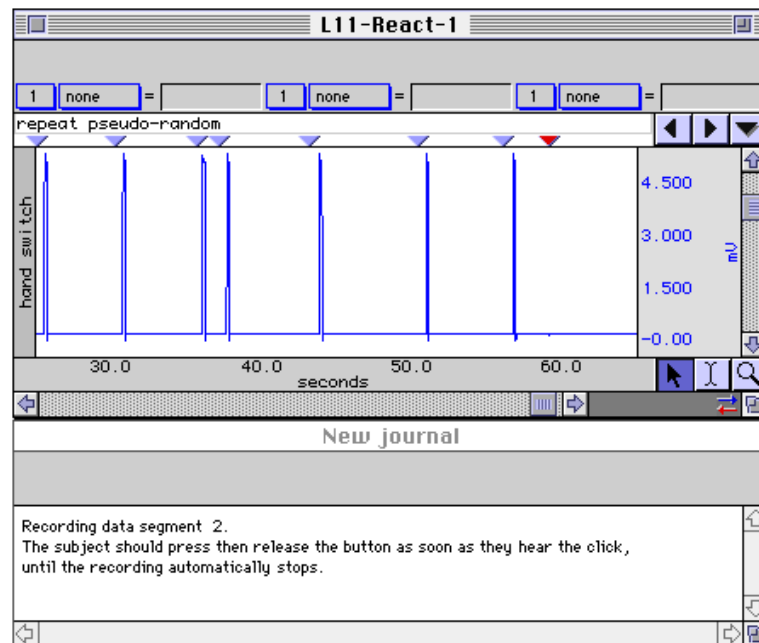 L11-React-1
1 none = 1 none = 1 none =
repeat pseudo-random
hand switch
4.500
3.000
1.500
-0.00
mV
30.0 40.0 50.0 60.0
seconds
New journal
Recording data segment 2.
The subject should press then release the button as soon as they hear the click,
until the recording automatically stops.